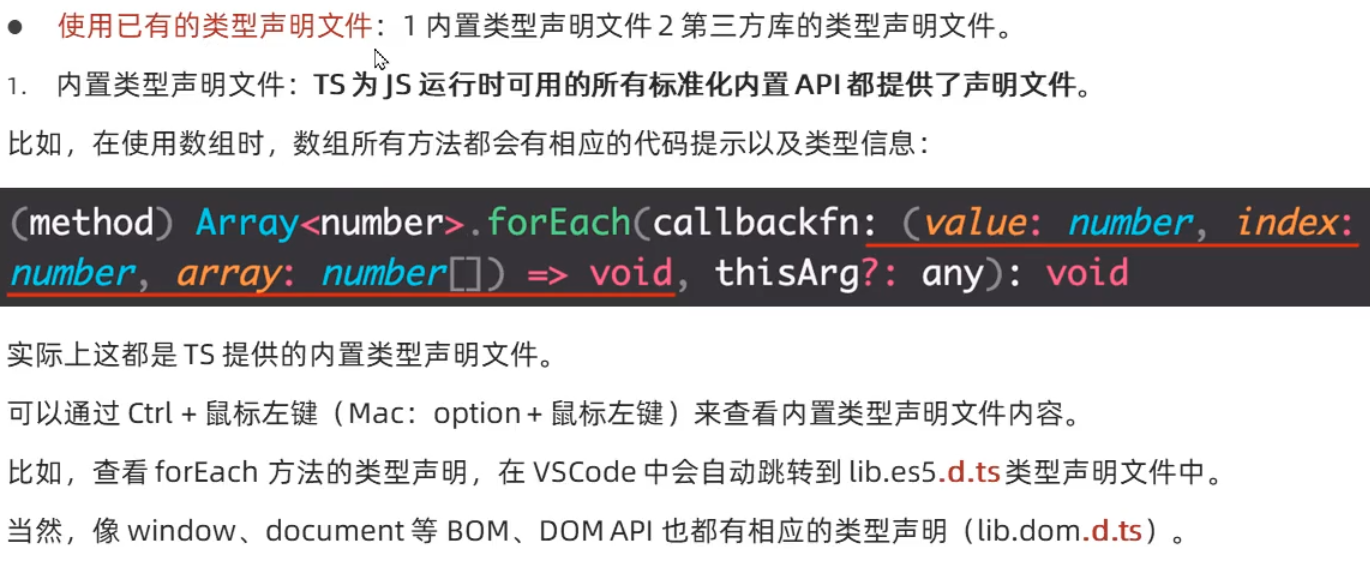 ● 使用已有的类型声明文件：1 内置类型声明文件 2 第三方库的类型声明文件。
1. 内置类型声明文件：TS 为 JS 运行时可用的所有标准化内置 API 都提供了声明文件。
比如，在使用数组时，数组所有方法都会有相应的代码提示以及类型信息：
(method) Array<number>.forEach(callbackfn: (value: number, index:
number, array: number[]) => void, thisArg?: any): void
实际上这都是 TS 提供的内置类型声明文件。
可以通过 Ctrl + 鼠标左键（Mac：option + 鼠标左键）来查看内置类型声明文件内容。
比如，查看 forEach 方法的类型声明，在 VSCode 中会自动跳转到 lib.es5.d.ts 类型声明文件中。
当然，像 window、document 等 BOM、DOM API 也都有相应的类型声明（lib.dom.d.ts）。